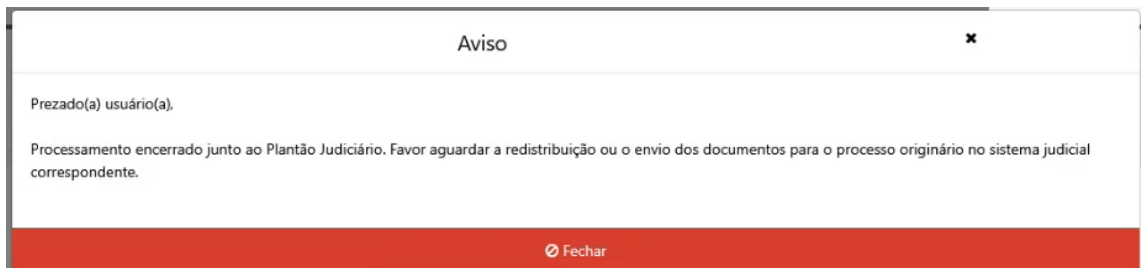 Aviso
Prezado(a) usuário(a),
Processamento encerrado junto ao Plantão Judiciário. Favor aguardar a redistribuição ou o envio dos documentos para o processo originário no sistema judicial
correspondente.
Fechar